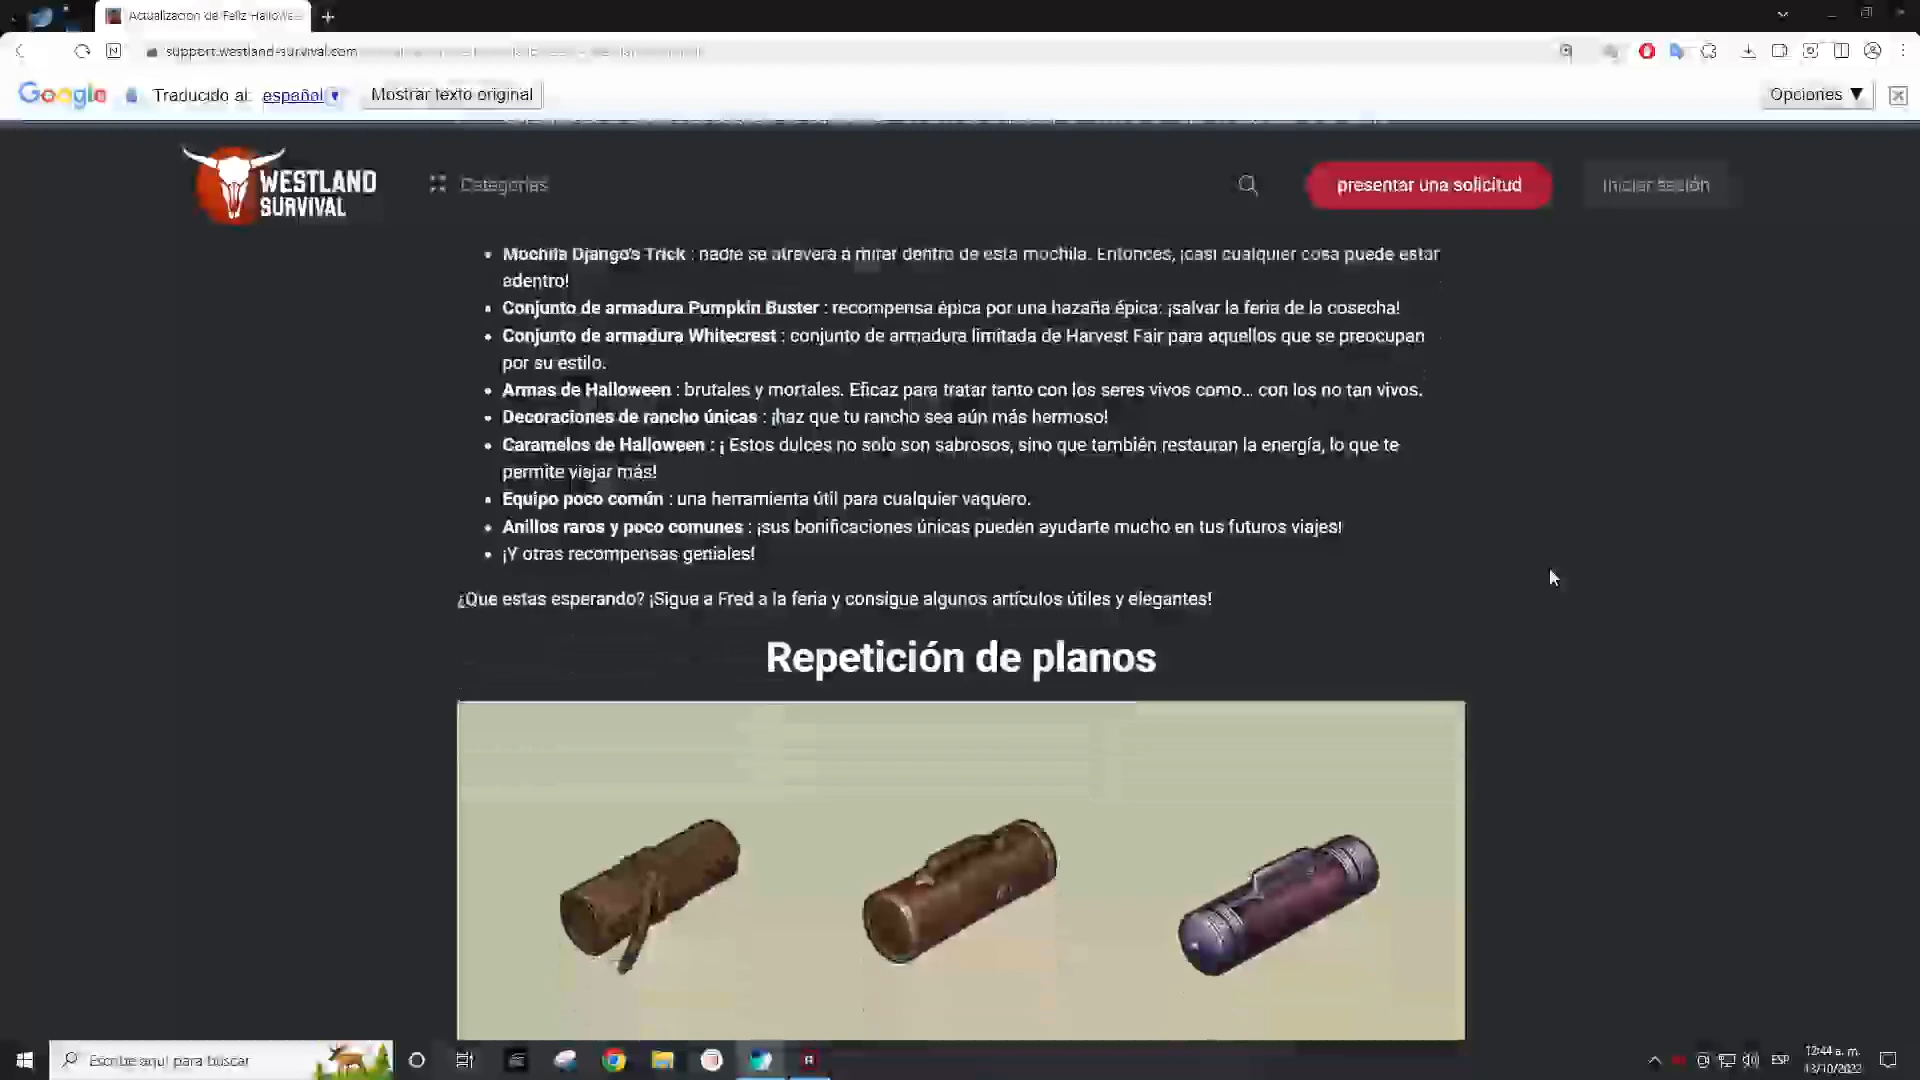 Actualización de Feliz Hallowe
support.westland-survival.com
Google
Traducido al: español
Mostrar texto original
Opciones ▼
WESTLAND
SURVIVAL
Categorías
presentar una solicitud
Iniciar sesión
• Mochila Django's Trick : nadie se atreverá a mirar dentro de esta mochila. Entonces, ¡casi cualquier cosa puede estar
adentro!
• Conjunto de armadura Pumpkin Buster : recompensa épica por una hazaña épica: ¡salvar la feria de la cosecha!
• Conjunto de armadura Whitecrest : conjunto de armadura limitada de Harvest Fair para aquellos que se preocupan
por su estilo.
• Armas de Halloween : brutales y mortales. Eficaz para tratar tanto con los seres vivos como... con los no tan vivos.
• Decoraciones de rancho únicas : ¡haz que tu rancho sea aún más hermoso!
• Caramelos de Halloween : ¡ Estos dulces no solo son sabrosos, sino que también restauran la energía, lo que te
permite viajar más!
• Equipo poco común : una herramienta útil para cualquier vaquero.
• Anillos raros y poco comunes : ¡sus bonificaciones únicas pueden ayudarte mucho en tus futuros viajes!
• ¡Y otras recompensas geniales!
¿Que estas esperando? ¡Sigue a Fred a la feria y consigue algunos artículos útiles y elegantes!
Repetición de planos
Escribe aquí para buscar
ESP
12:44 a. m.
13/10/2022